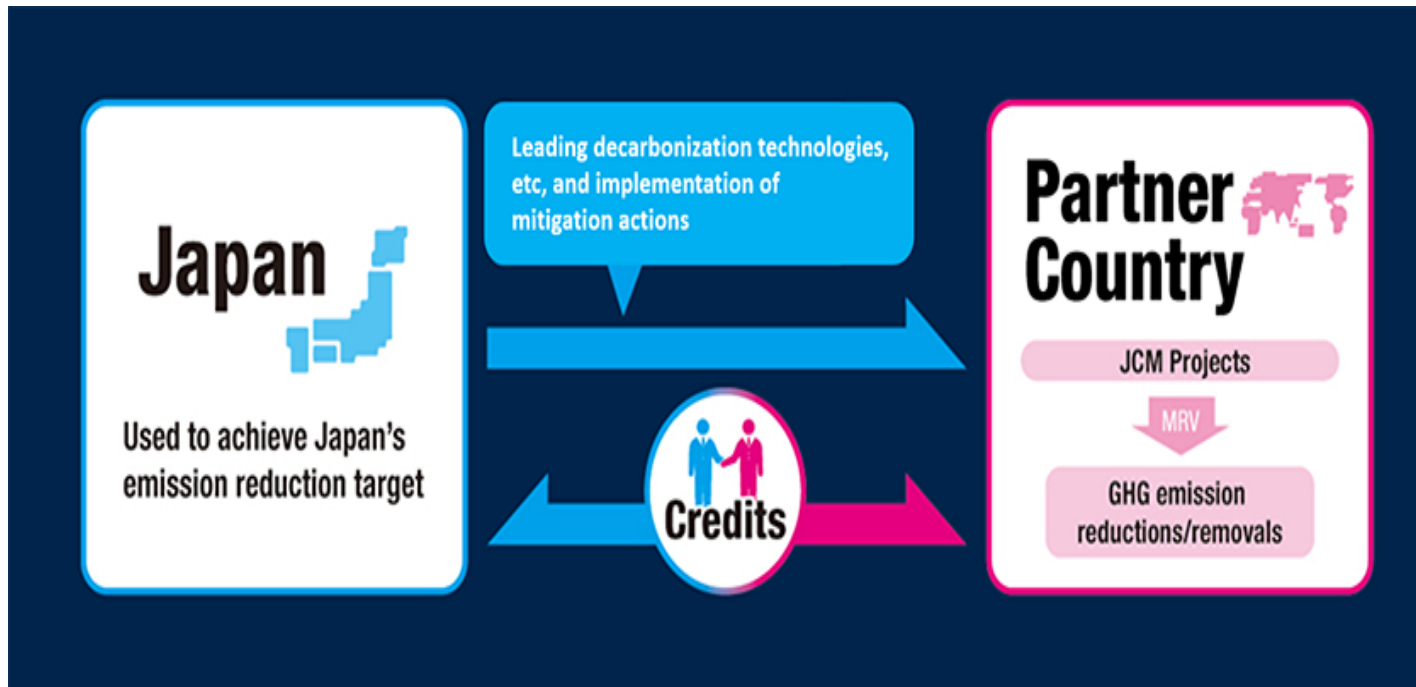 Japan
Used to achieve Japan's
emission reduction target
Leading decarbonization technologies,
etc, and implementation of
mitigation actions
Credits
Partner
Country
JCM Projects
MRV
GHG emission
reductions/removals